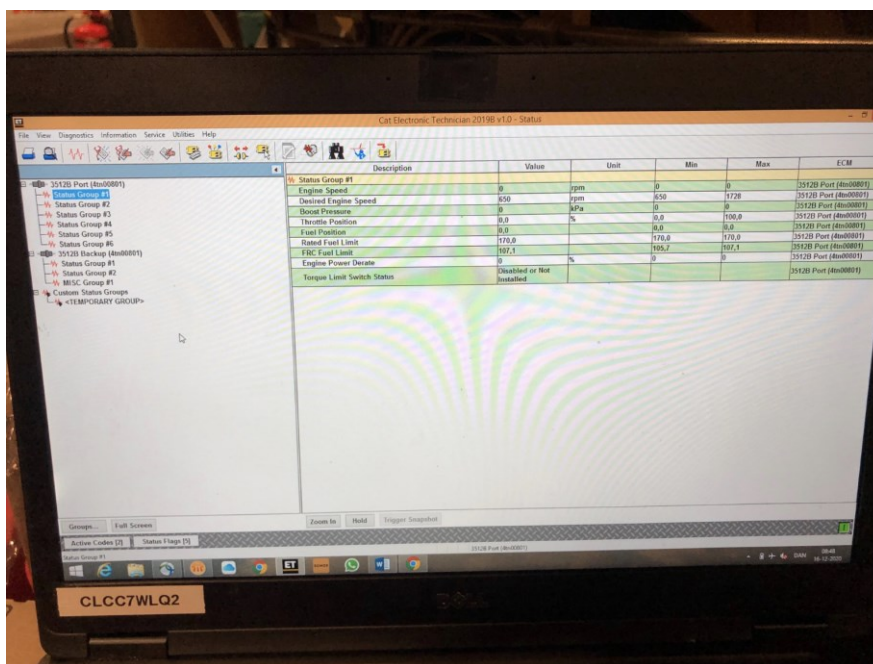 Cat Electronic Technician 2019B v1.0 - Status
File View Diagnostics Information Service Utilities Help
Description Value Unit Min Max ECM
Status Group #1
Engine Speed 0 rpm 0 0 3512B Port (4tn00801)
Desired Engine Speed 650 rpm 650 1728 3512B Port (4tn00801)
Boost Pressure 0 kPa 0 0 3512B Port (4tn00801)
Throttle Position 0,0 % 0,0 100,0 3512B Port (4tn00801)
Fuel Position 0,0 0,0 0,0 3512B Port (4tn00801)
Rated Fuel Limit 170,0 170,0 170,0 3512B Port (4tn00801)
FRC Fuel Limit 107,1 105,7 107,1 3512B Port (4tn00801)
Engine Power Derate 0 % 0 0 3512B Port (4tn00801)
Torque Limit Switch Status Disabled or Not Installed 3512B Port (4tn00801)
3512B Port (4tn00801)
Status Group #1
Status Group #2
Status Group #3
Status Group #4
Status Group #5
Status Group #6
3512B Backup (4tn00801)
Status Group #1
Status Group #2
MISC Group #1
Custom Status Groups
<TEMPORARY GROUP>
Groups... Full Screen
Zoom In Hold Trigger Snapshot
Active Codes [2] Status Flags [5]
Status Group #1
3512B Port (4tn00801)
ET
DAN
08:48
16-12-2020
DELL
CLCC7WLQ2